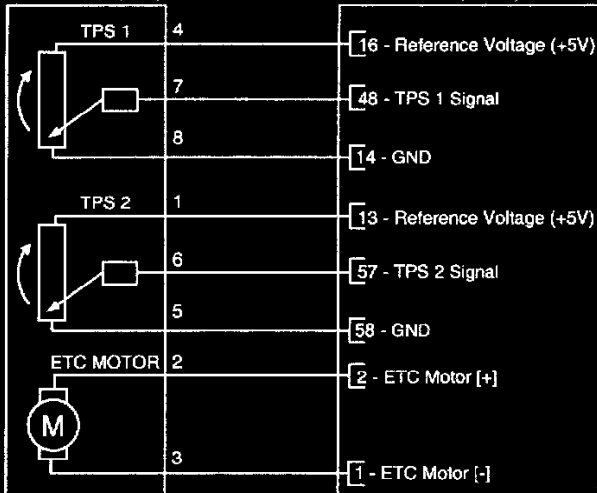 TPS 1 4 16 - Reference Voltage (+5V)
7 48 - TPS 1 Signal
8 14 - GND
TPS 2 1 13 - Reference Voltage (+5V)
6 57 - TPS 2 Signal
5 58 - GND
ETC MOTOR 2 2 - ETC Motor [+]
M
3 1 - ETC Motor [-]